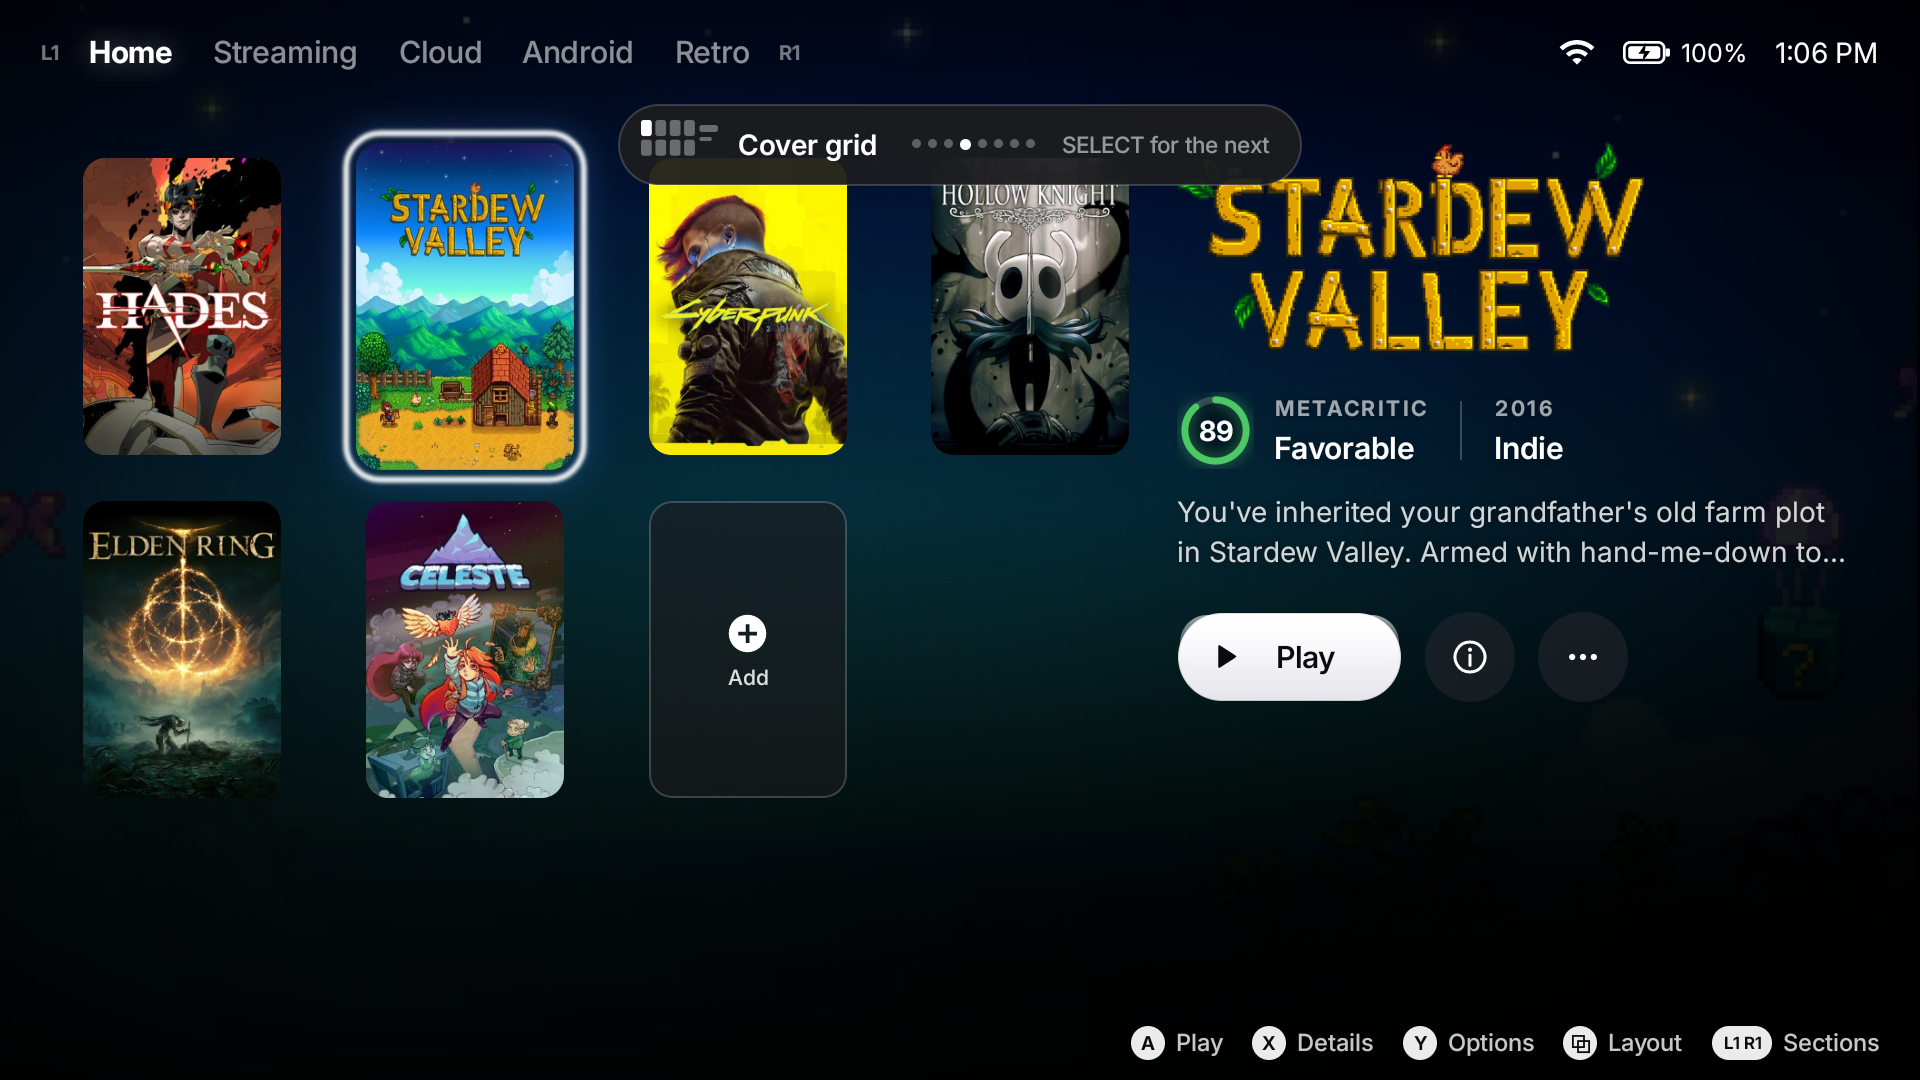 L1 Home Streaming Cloud Android Retro R1
100% 1:06 PM
Cover grid SELECT for the next
HADES
STARDEW
VALLEY
Cyberpunk
2077
HOLLOW KNIGHT
STARDEW
VALLEY
89
METACRITIC
Favorable
2016
Indie
You've inherited your grandfather's old farm plot
in Stardew Valley. Armed with hand-me-down to...
Play
ELDEN RING
CELESTE
Add
?
A Play X Details Y Options Layout L1 R1 Sections